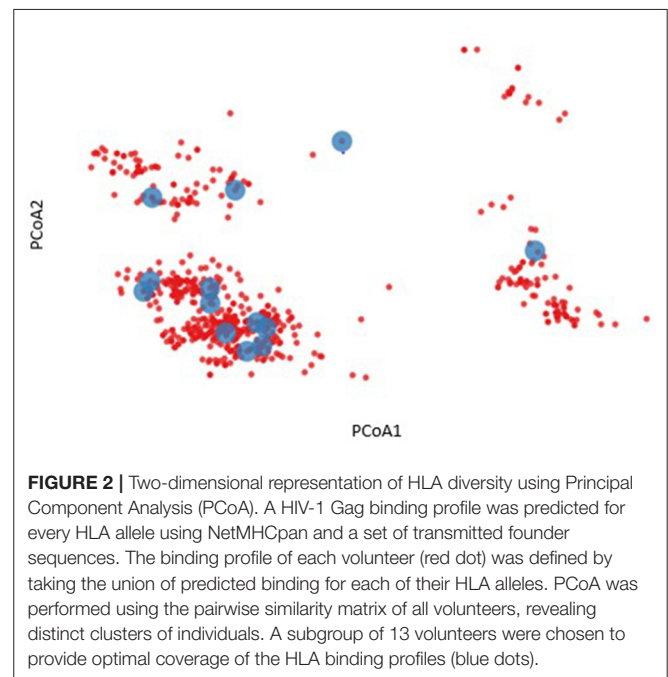 PCoA2
PCoA1
FIGURE 2 | Two-dimensional representation of HLA diversity using Principal
Component Analysis (PCoA). A HIV-1 Gag binding profile was predicted for
every HLA allele using NetMHCpan and a set of transmitted founder
sequences. The binding profile of each volunteer (red dot) was defined by
taking the union of predicted binding for each of their HLA alleles. PCoA was
performed using the pairwise similarity matrix of all volunteers, revealing
distinct clusters of individuals. A subgroup of 13 volunteers were chosen to
provide optimal coverage of the HLA binding profiles (blue dots).